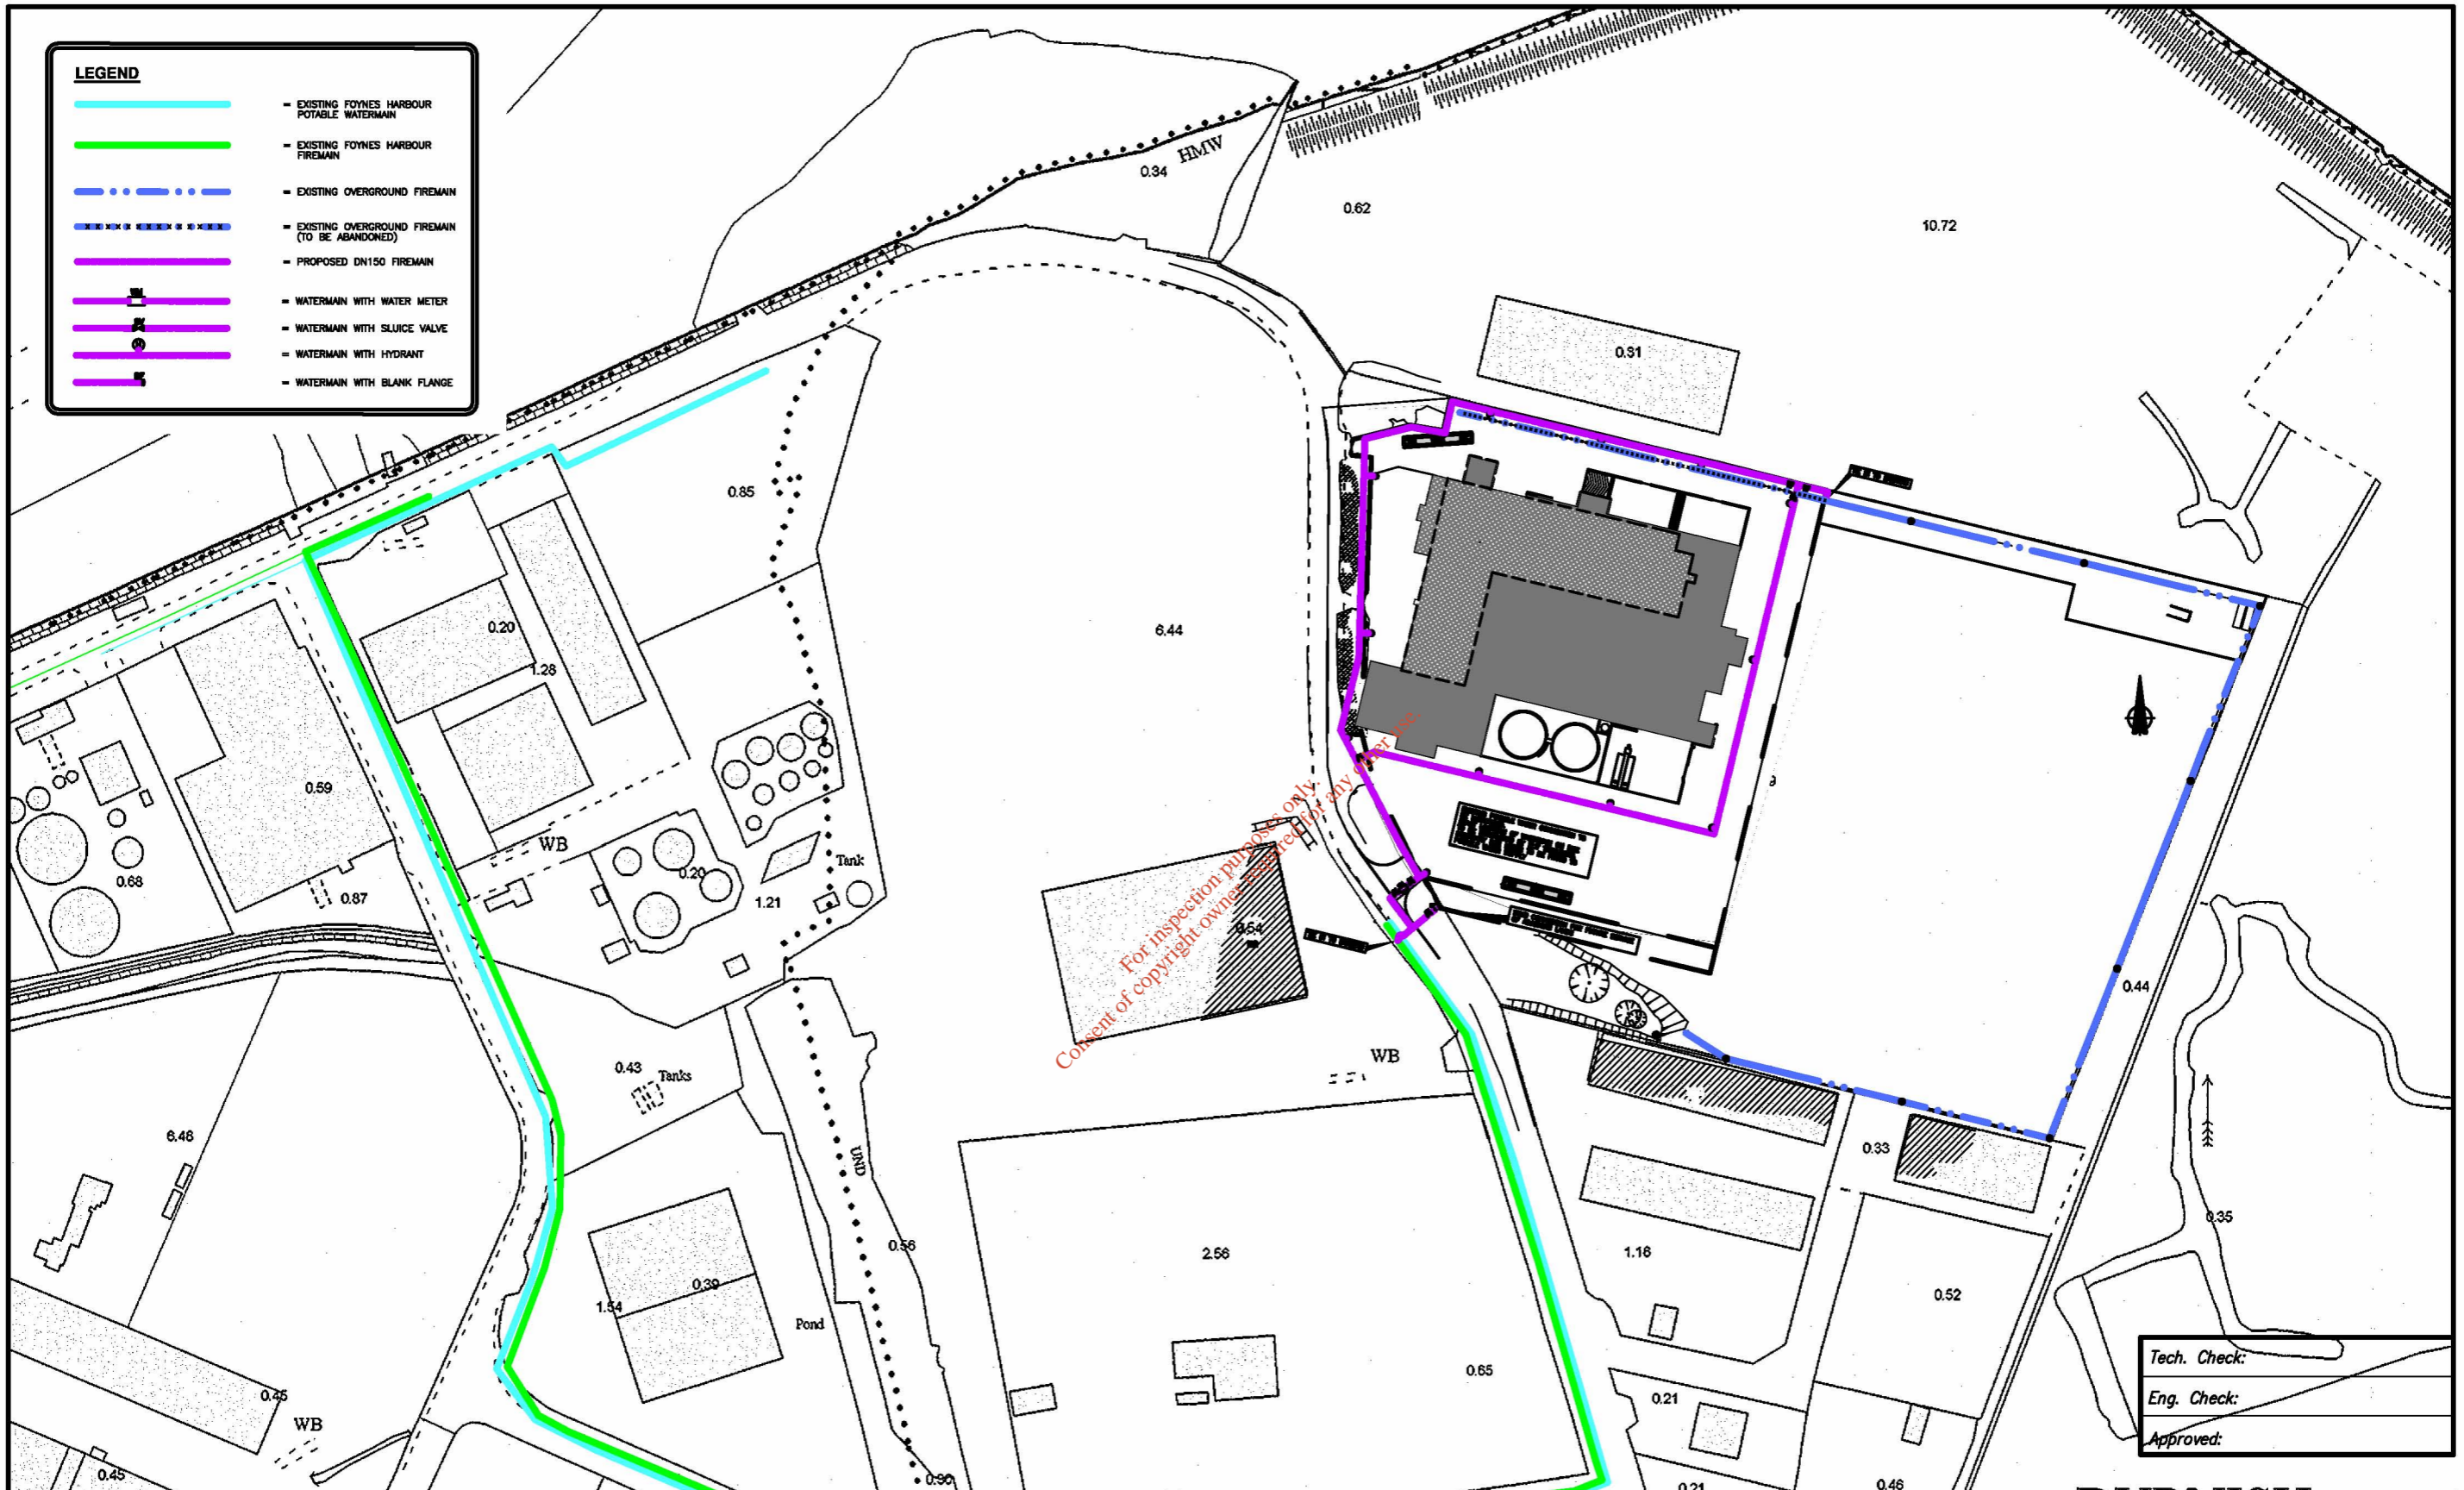 LEGEND
= EXISTING FOYNES HARBOUR
POTABLE WATERMAIN
= EXISTING FOYNES HARBOUR
FIREMAIN
= EXISTING OVERGROUND FIREMAIN
= EXISTING OVERGROUND FIREMAIN
(TO BE ABANDONED)
= PROPOSED DN150 FIREMAIN
= WATERMAIN WITH WATER METER
= WATERMAIN WITH SLUICE VALVE
= WATERMAIN WITH HYDRANT
= WATERMAIN WITH BLANK FLANGE
HMW
0.34
0.62
10.72
0.31
0.85
6.44
0.20
1.28
0.59
WB
0.68
0.87
0.20
Tank
1.21
0.54
For inspection purposes only.
Consent of copyright owner required for any other use.
0.44
WB
0.43
Tanks
6.46
UND
0.33
0.56
2.56
1.16
0.35
0.39
1.54
Pond
0.52
0.65
0.45
WB
0.21
0.45
0.90
0.21
0.46
Tech. Check:
Eng. Check:
Approved: